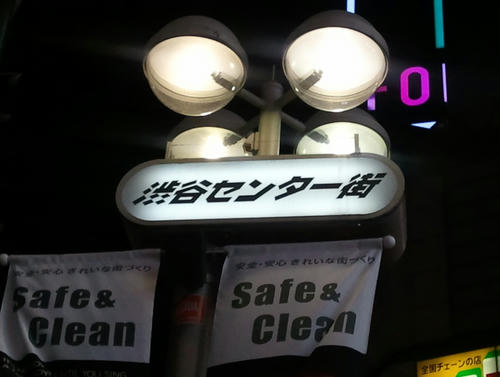 渋谷センター街
安全・安心 きれいな街づくり
Safe&
Clean
安全・安心 きれいな街づくり
Safe&
Clean
全国チェーンの店